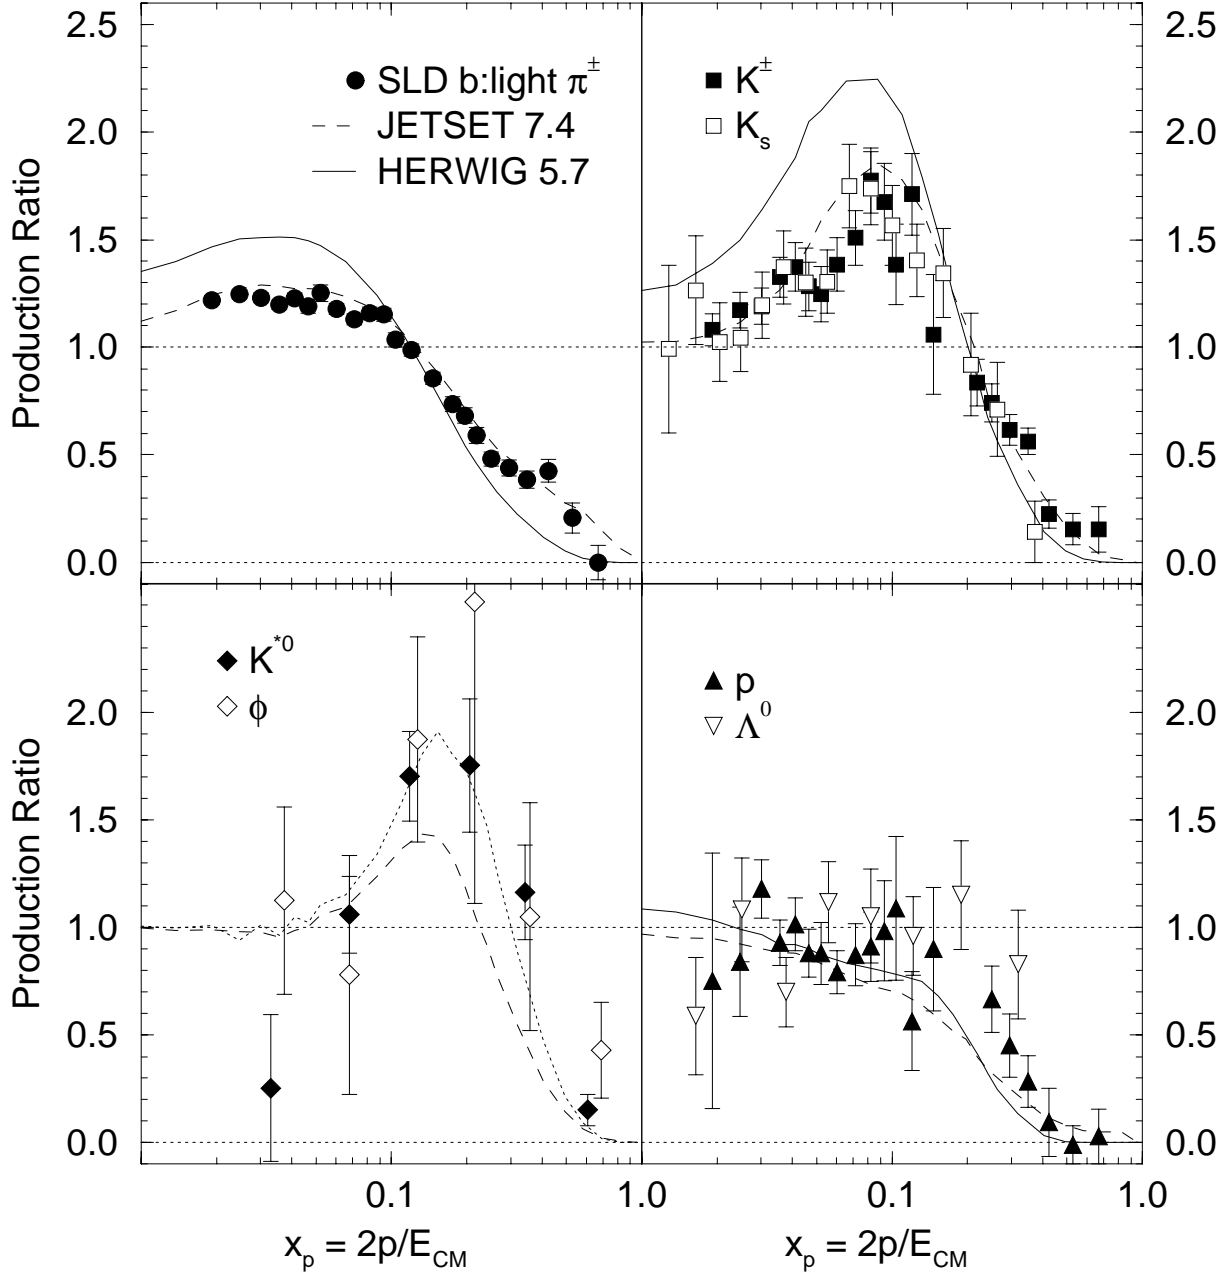 2.5
2.0
1.5
1.0
0.5
0.0
Production Ratio
SLD b:light π±
JETSET 7.4
HERWIG 5.7
K±
Ks
2.5
2.0
1.5
1.0
0.5
0.0
2.0
1.5
1.0
0.5
0.0
Production Ratio
K*0
ϕ
p
Λ0
2.0
1.5
1.0
0.5
0.0
0.1
1.0
0.1
1.0
xp = 2p/ECM
xp = 2p/ECM